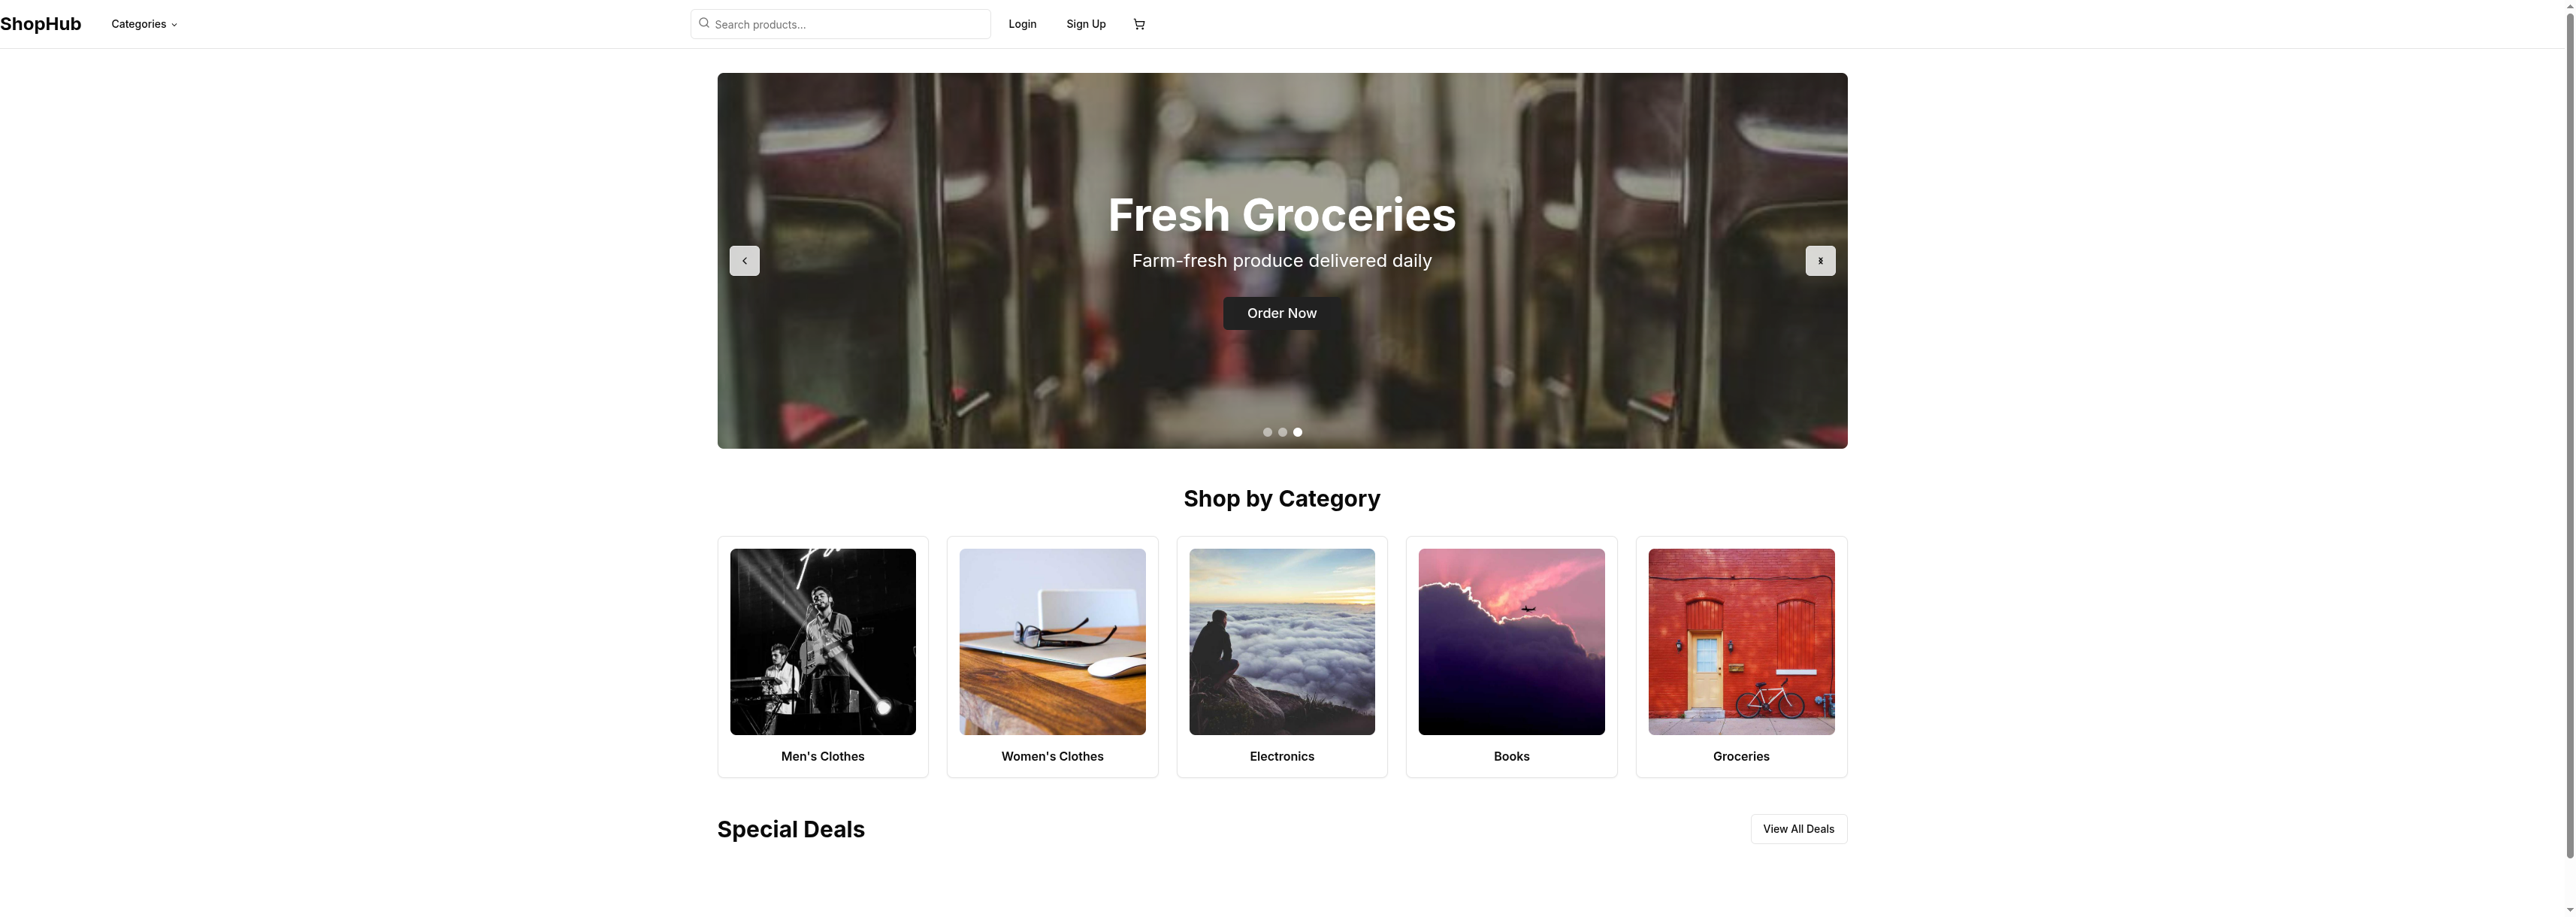 ShopHub
Categories
Search products...
Login
Sign Up
Fresh Groceries
Farm-fresh produce delivered daily
Order Now
Shop by Category
Men's Clothes
Women's Clothes
Electronics
Books
Groceries
Special Deals
View All Deals